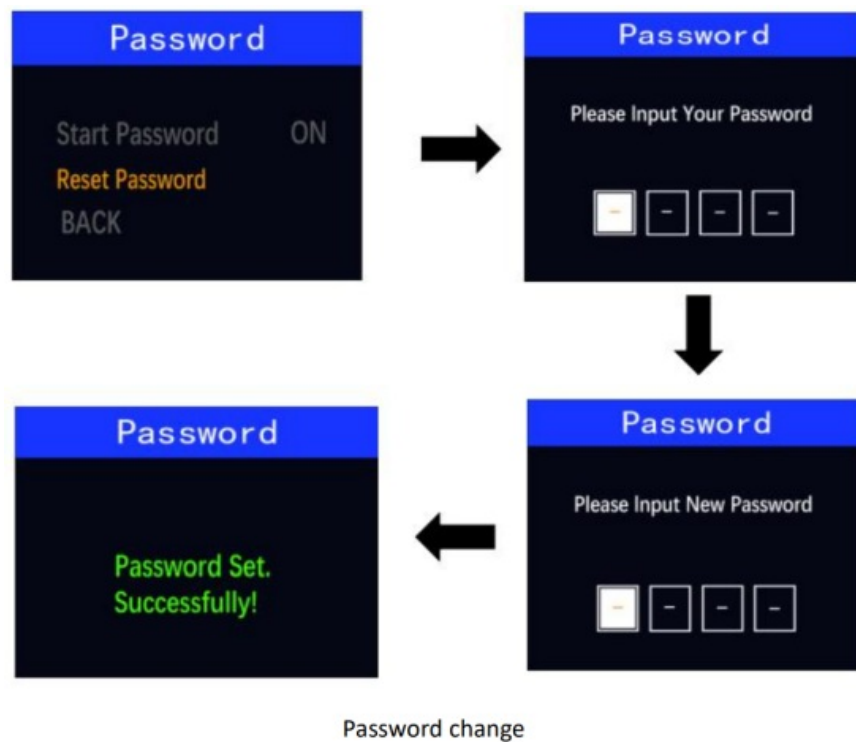 Password
Start Password ON
Reset Password
BACK
Password
Please Input Your Password
- - - -
Password
Please Input New Password
- - - -
Password
Password Set.
Successfully!
Password change